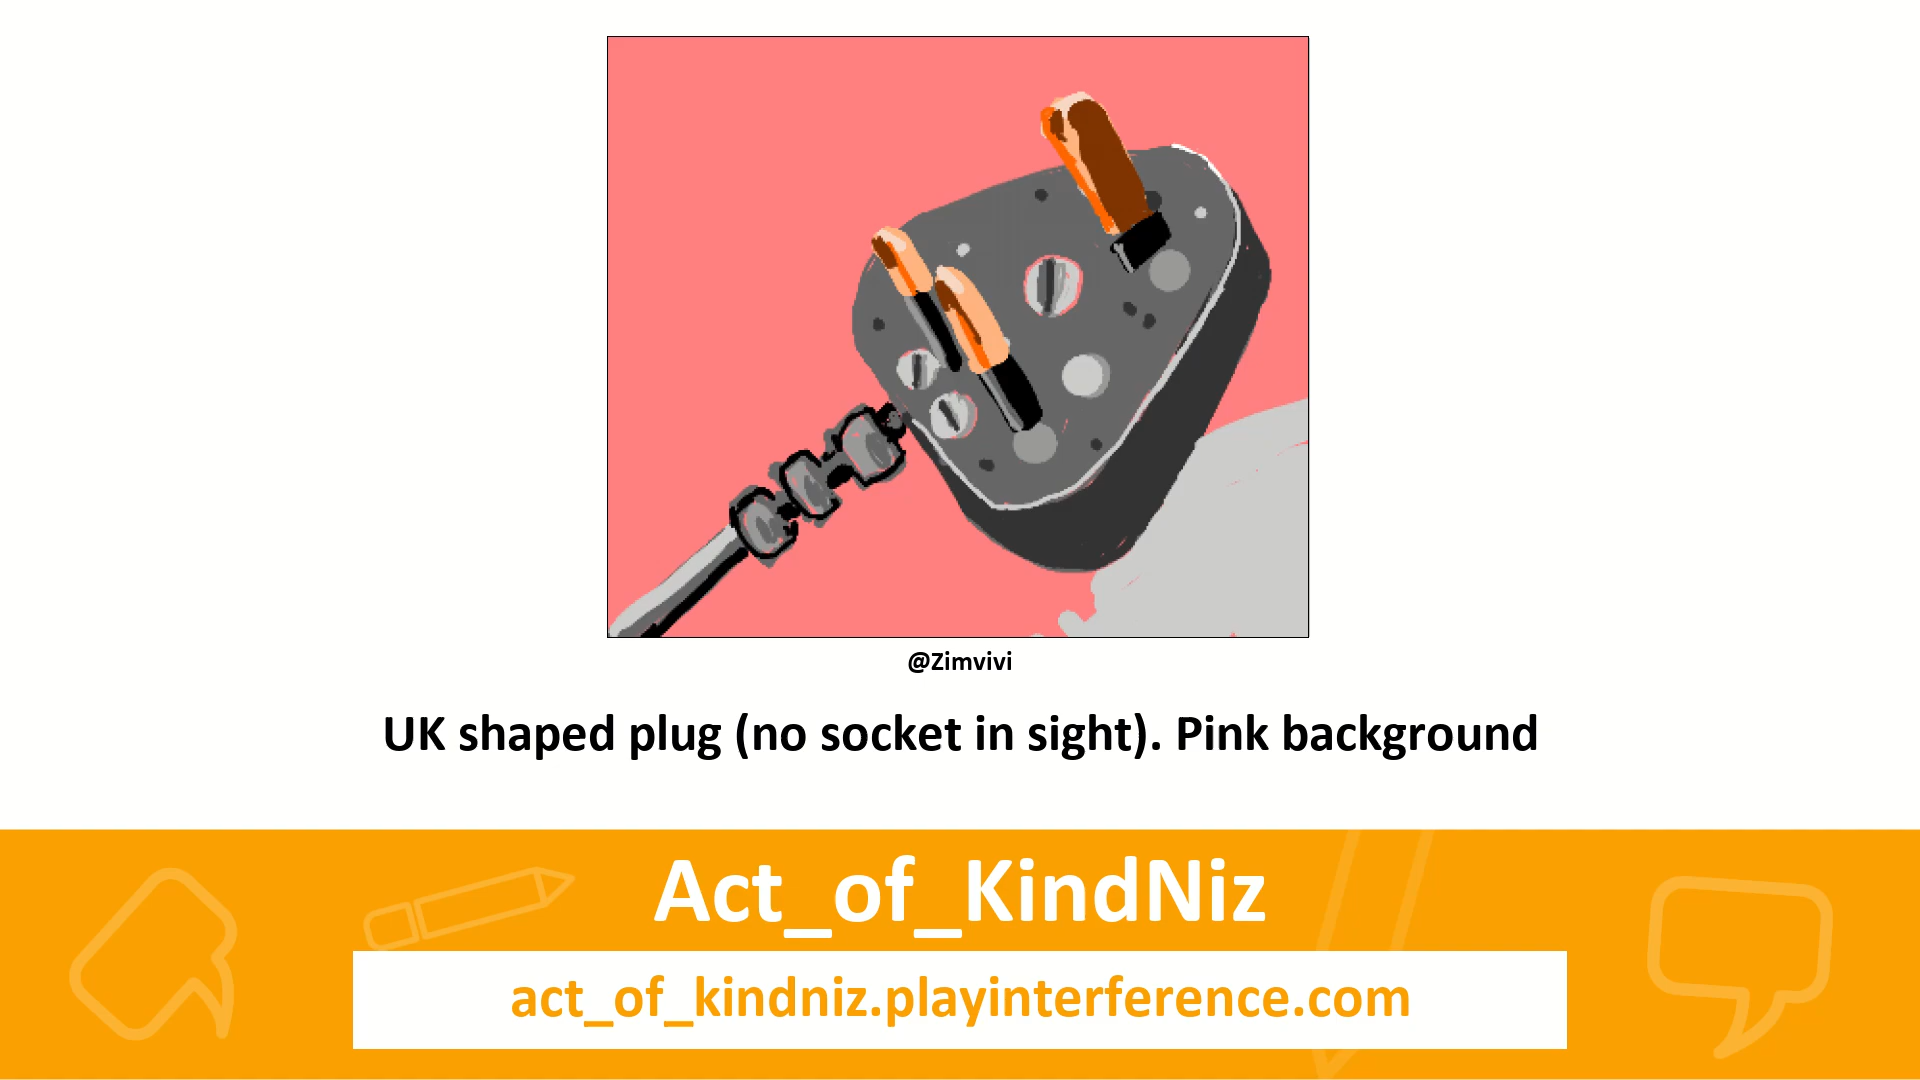 @Zimvivi
UK shaped plug (no socket in sight). Pink background
Act_of_KindNiz
act_of_kindniz.playinterference.com